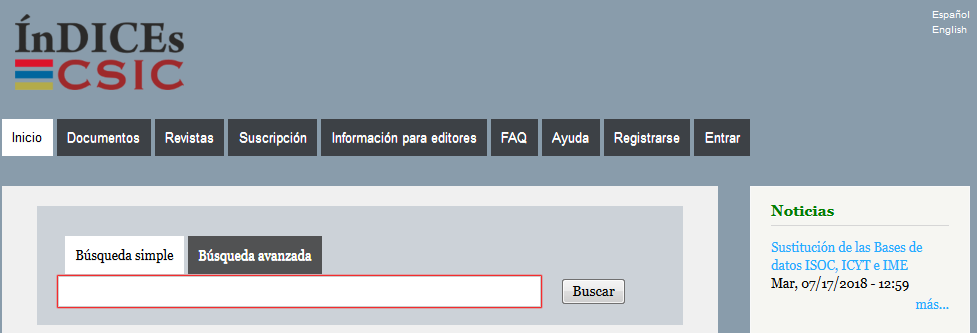 Español
English
ÍnDICEs
CSIC
Inicio Documentos Revistas Suscripción Información para editores FAQ Ayuda Registrarse Entrar
Búsqueda simple Búsqueda avanzada
Buscar
Noticias
Sustitución de las Bases de
datos ISOC, ICYT e IME
Mar, 07/17/2018 - 12:59
más...